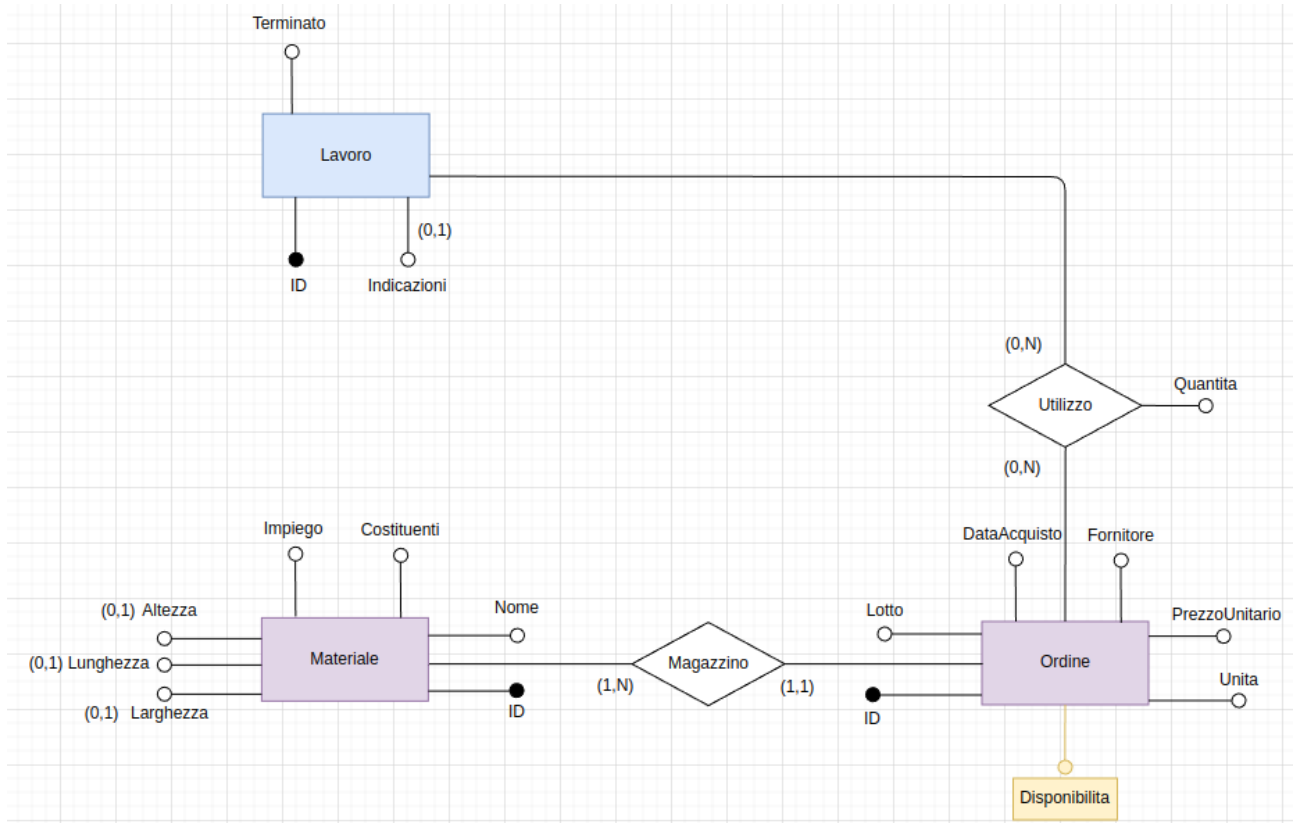 Terminato
Lavoro
(0,1)
ID
Indicazioni
(0,N)
Quantita
Utilizzo
(0,N)
Impiego
Costituenti
DataAcquisto
Fornitore
(0,1) Altezza
Nome
Lotto
PrezzoUnitario
(0,1) Lunghezza
Materiale
Magazzino
Ordine
(1,N)
(1,1)
Unita
(0,1) Larghezza
ID
ID
Disponibilita